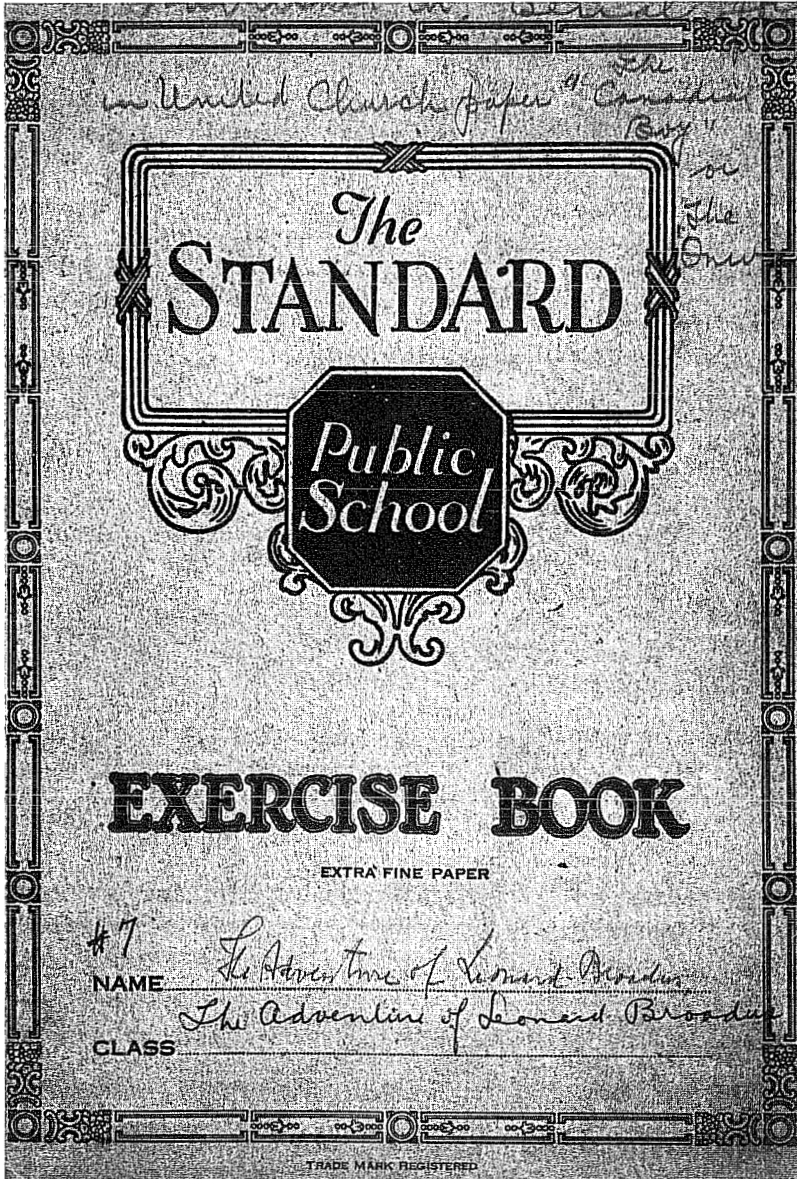 in
in United Church paper "The
Canadian
Boy"
or
The
The
STANDARD
Public
School
EXERCISE BOOK
EXTRA FINE PAPER
#7
NAME The Adventure of Leonard Broadus
The Adventure of Leonard Broadus
CLASS
TRADE MARK REGISTERED